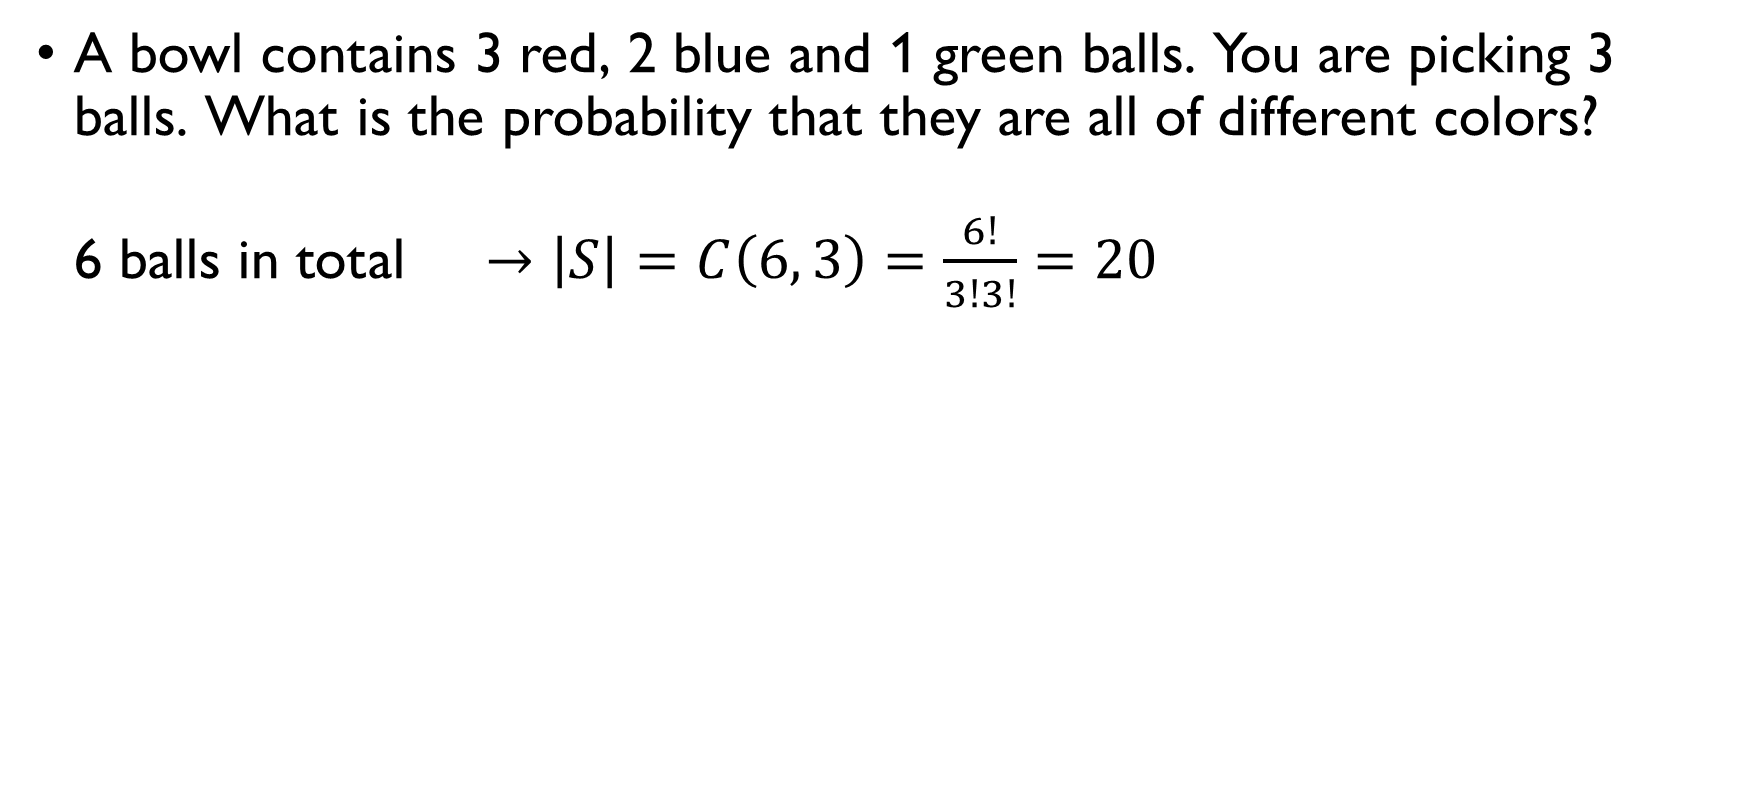 • A bowl contains 3 red, 2 blue and 1 green balls. You are picking 3
balls. What is the probability that they are all of different colors?
6 balls in total → |S| = C(6, 3) = 6!/3!3! = 20